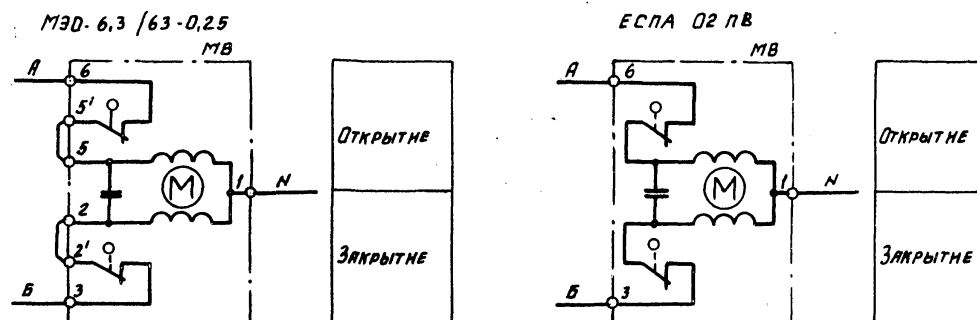 МЭО-6,3/63-0,25
МВ
А
6
5'
5
ОТКРЫТИЕ
М
1
N
2
2'
ЗАКРЫТИЕ
Б
3
ЕСПА 02 ПВ
МВ
А
6
ОТКРЫТИЕ
М
1
N
ЗАКРЫТИЕ
Б
3